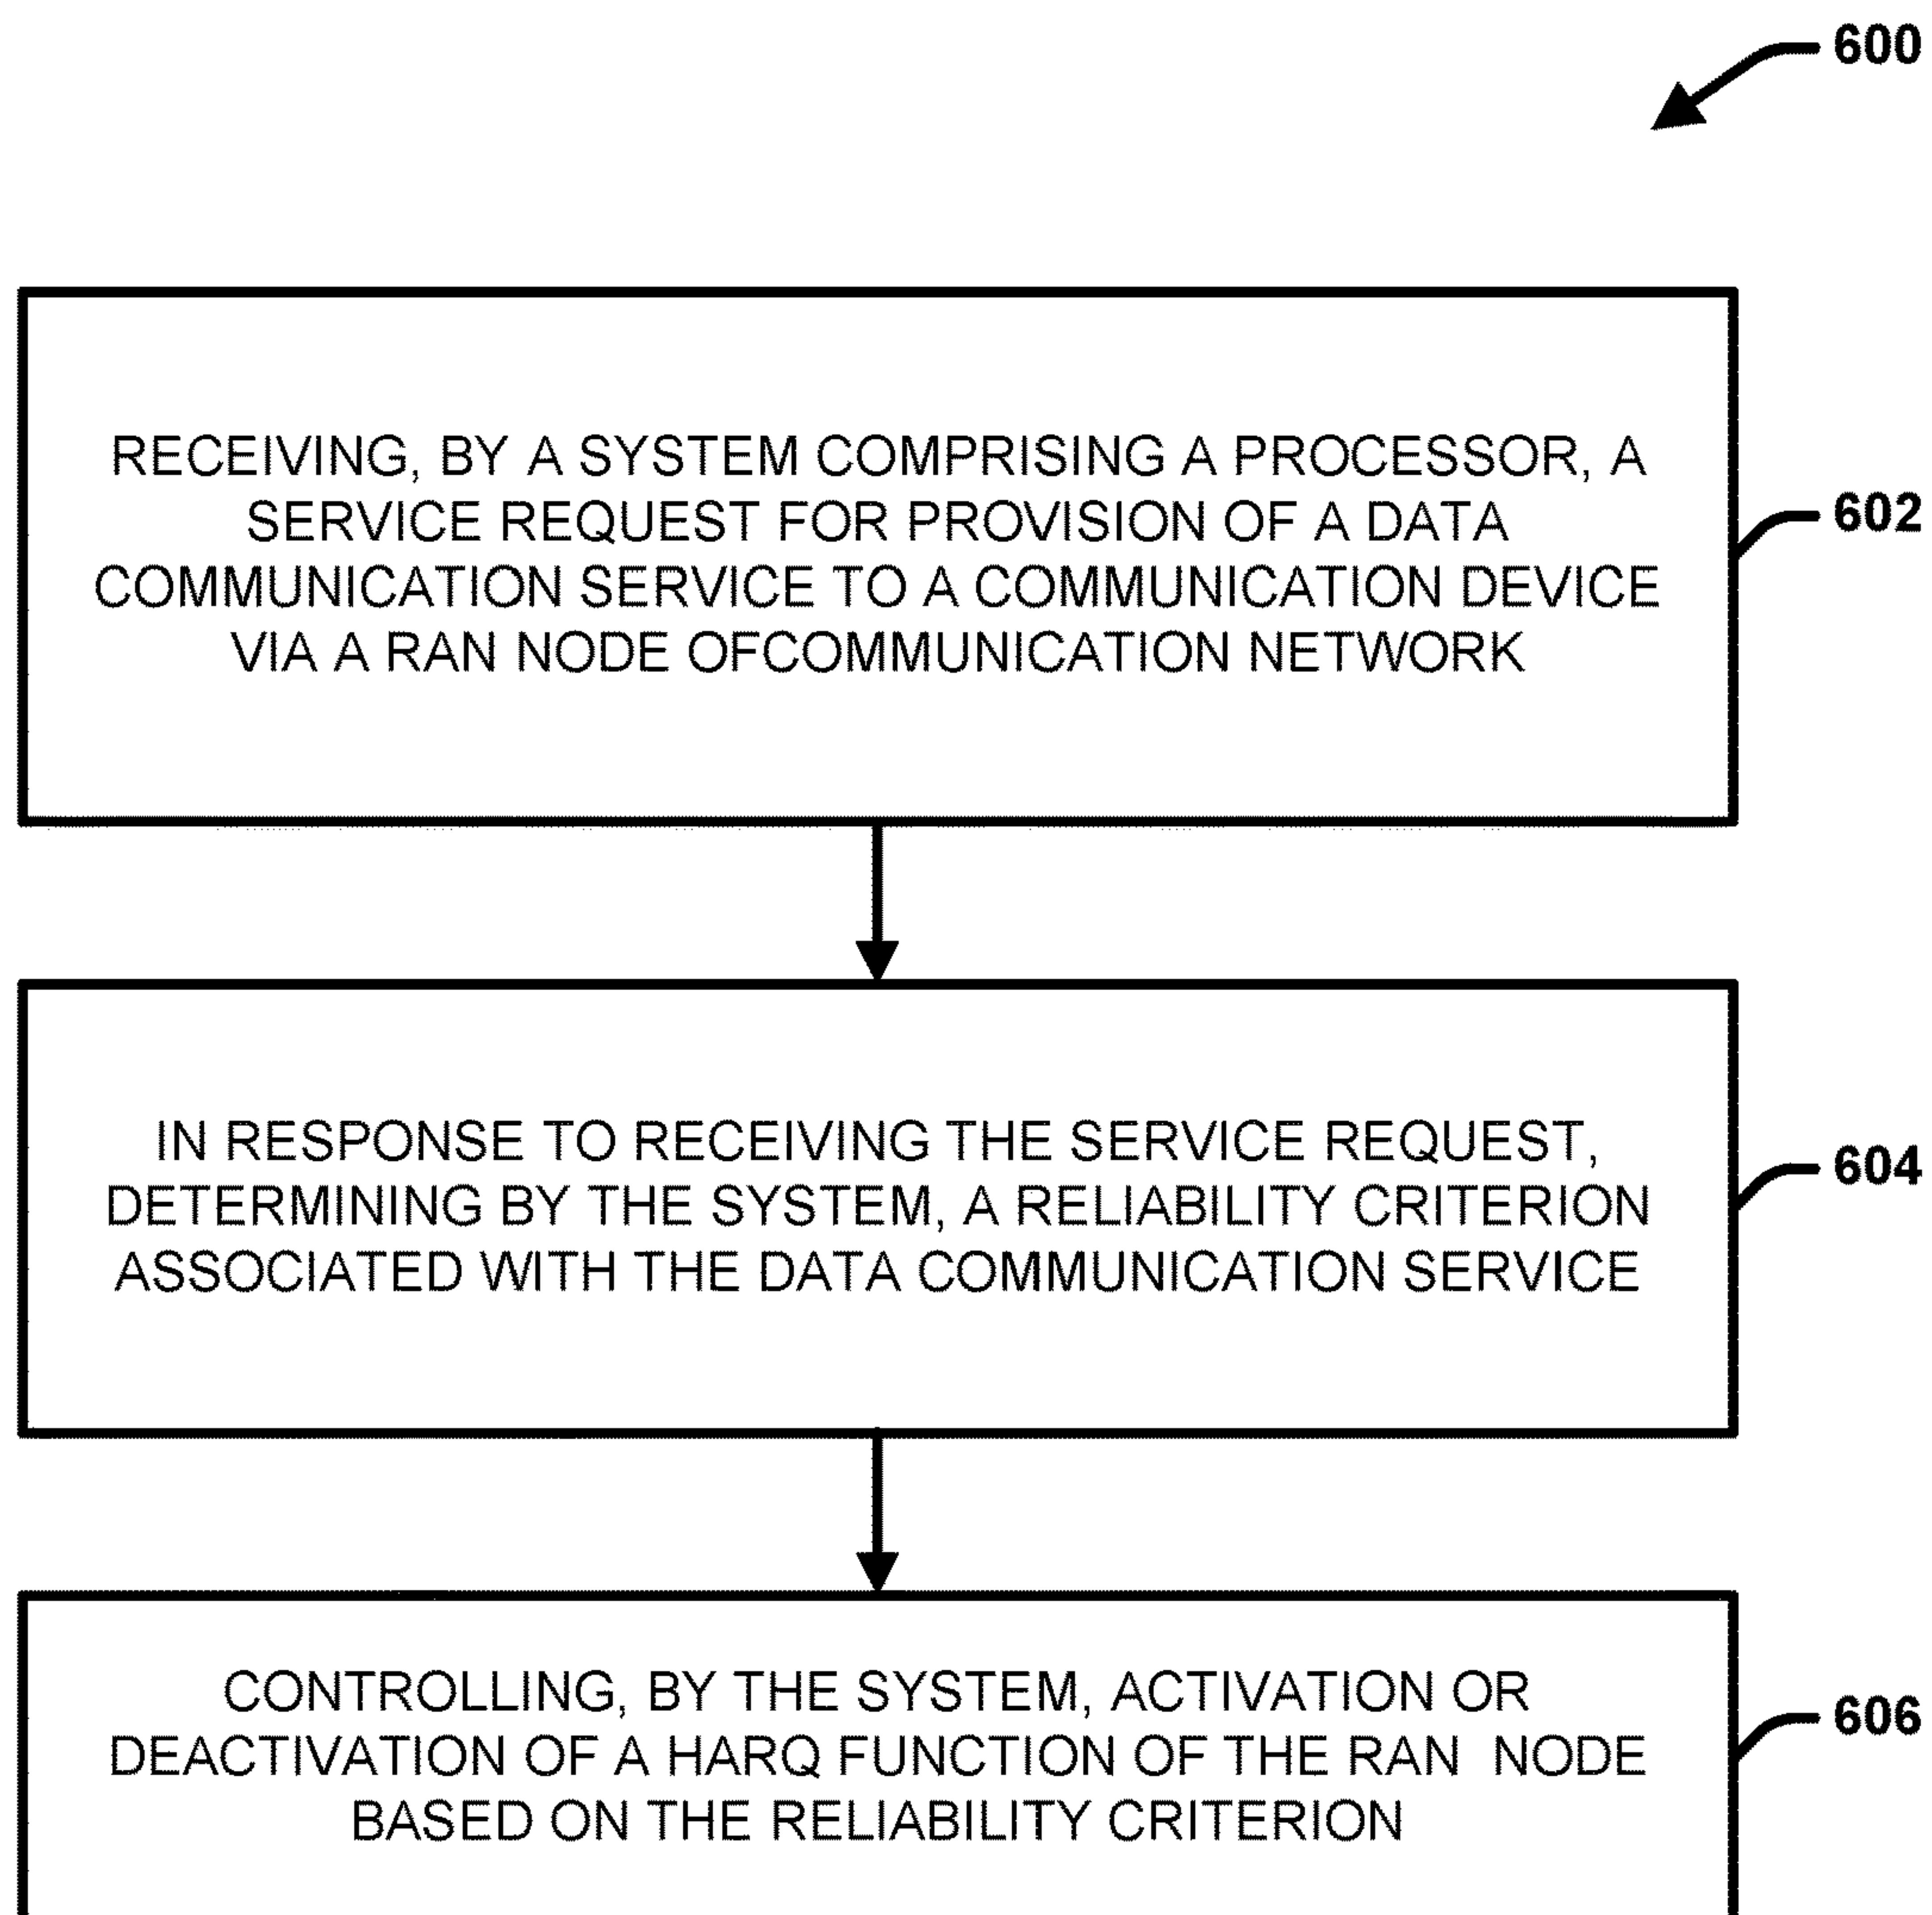 600
RECEIVING, BY A SYSTEM COMPRISING A PROCESSOR, A
SERVICE REQUEST FOR PROVISION OF A DATA
COMMUNICATION SERVICE TO A COMMUNICATION DEVICE
VIA A RAN NODE OFCOMMUNICATION NETWORK
602
IN RESPONSE TO RECEIVING THE SERVICE REQUEST,
DETERMINING BY THE SYSTEM, A RELIABILITY CRITERION
ASSOCIATED WITH THE DATA COMMUNICATION SERVICE
604
CONTROLLING, BY THE SYSTEM, ACTIVATION OR
DEACTIVATION OF A HARQ FUNCTION OF THE RAN  NODE
BASED ON THE RELIABILITY CRITERION
606